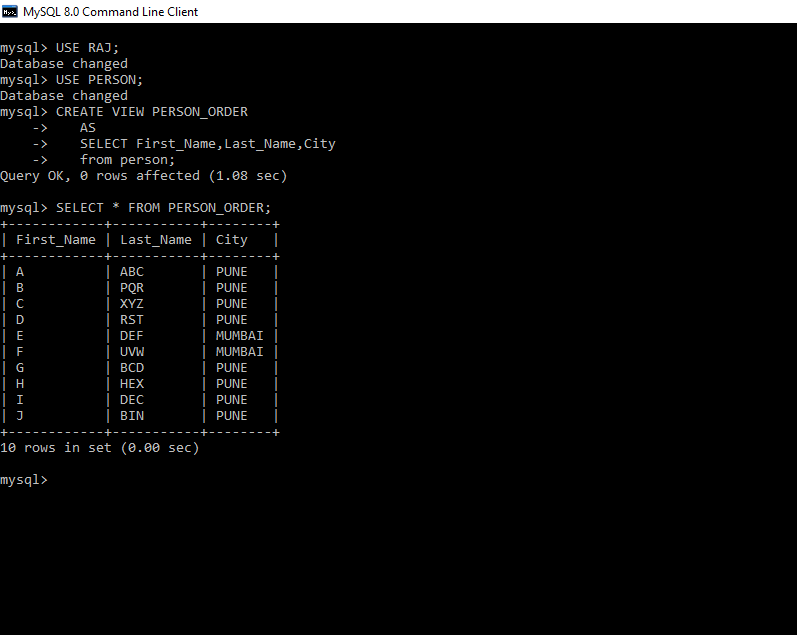 MySQL 8.0 Command Line Client
mysql> USE RAJ;
Database changed
mysql> USE PERSON;
Database changed
mysql> CREATE VIEW PERSON_ORDER
    ->    AS
    ->    SELECT First_Name,Last_Name,City
    ->    from person;
Query OK, 0 rows affected (1.08 sec)

mysql> SELECT * FROM PERSON_ORDER;
+------------+-----------+--------+
| First_Name | Last_Name | City   |
+------------+-----------+--------+
| A          | ABC       | PUNE   |
| B          | PQR       | PUNE   |
| C          | XYZ       | PUNE   |
| D          | RST       | PUNE   |
| E          | DEF       | MUMBAI |
| F          | UVW       | MUMBAI |
| G          | BCD       | PUNE   |
| H          | HEX       | PUNE   |
| I          | DEC       | PUNE   |
| J          | BIN       | PUNE   |
+------------+-----------+--------+
10 rows in set (0.00 sec)

mysql>